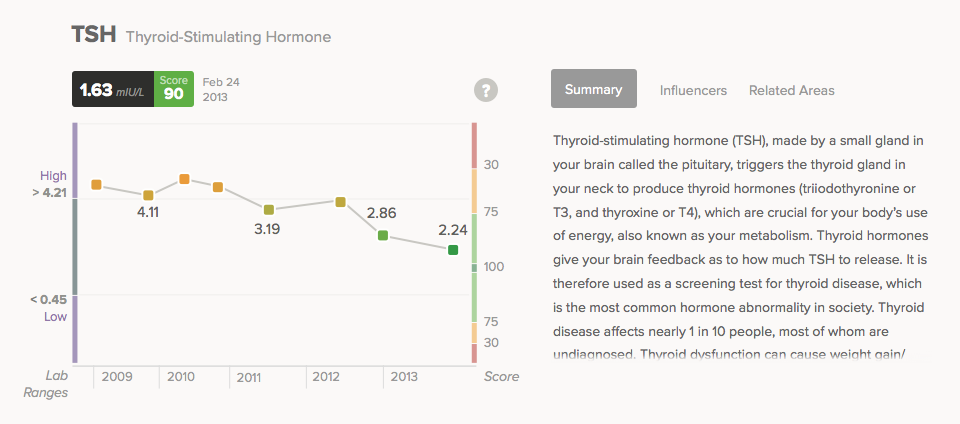 TSH Thyroid-Stimulating Hormone
1.63 mIU/L
Score
90
Feb 24
2013
?
Summary
Influencers
Related Areas
High
> 4.21
< 0.45
Low
4.11
3.19
2.86
2.24
30
75
100
75
30
Lab
Ranges
2009
2010
2011
2012
2013
Score
Thyroid-stimulating hormone (TSH), made by a small gland in
your brain called the pituitary, triggers the thyroid gland in
your neck to produce thyroid hormones (triiodothyronine or
T3, and thyroxine or T4), which are crucial for your body's use
of energy, also known as your metabolism. Thyroid hormones
give your brain feedback as to how much TSH to release. It is
therefore used as a screening test for thyroid disease, which
is the most common hormone abnormality in society. Thyroid
disease affects nearly 1 in 10 people, most of whom are
undiagnosed. Thyroid dysfunction can cause weight gain/